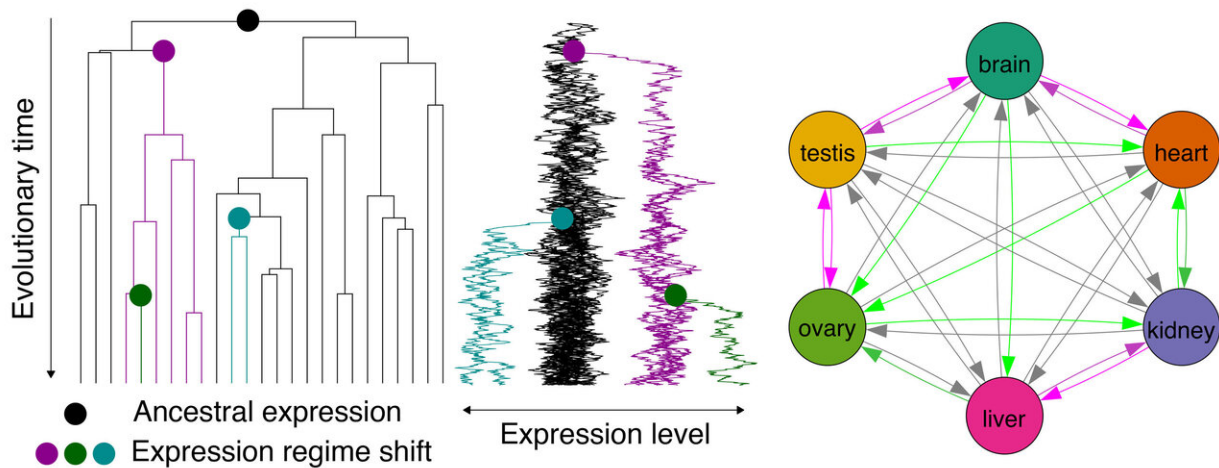 Evolutionary time
Ancestral expression
Expression regime shift
Expression level
brain
testis
heart
ovary
kidney
liver